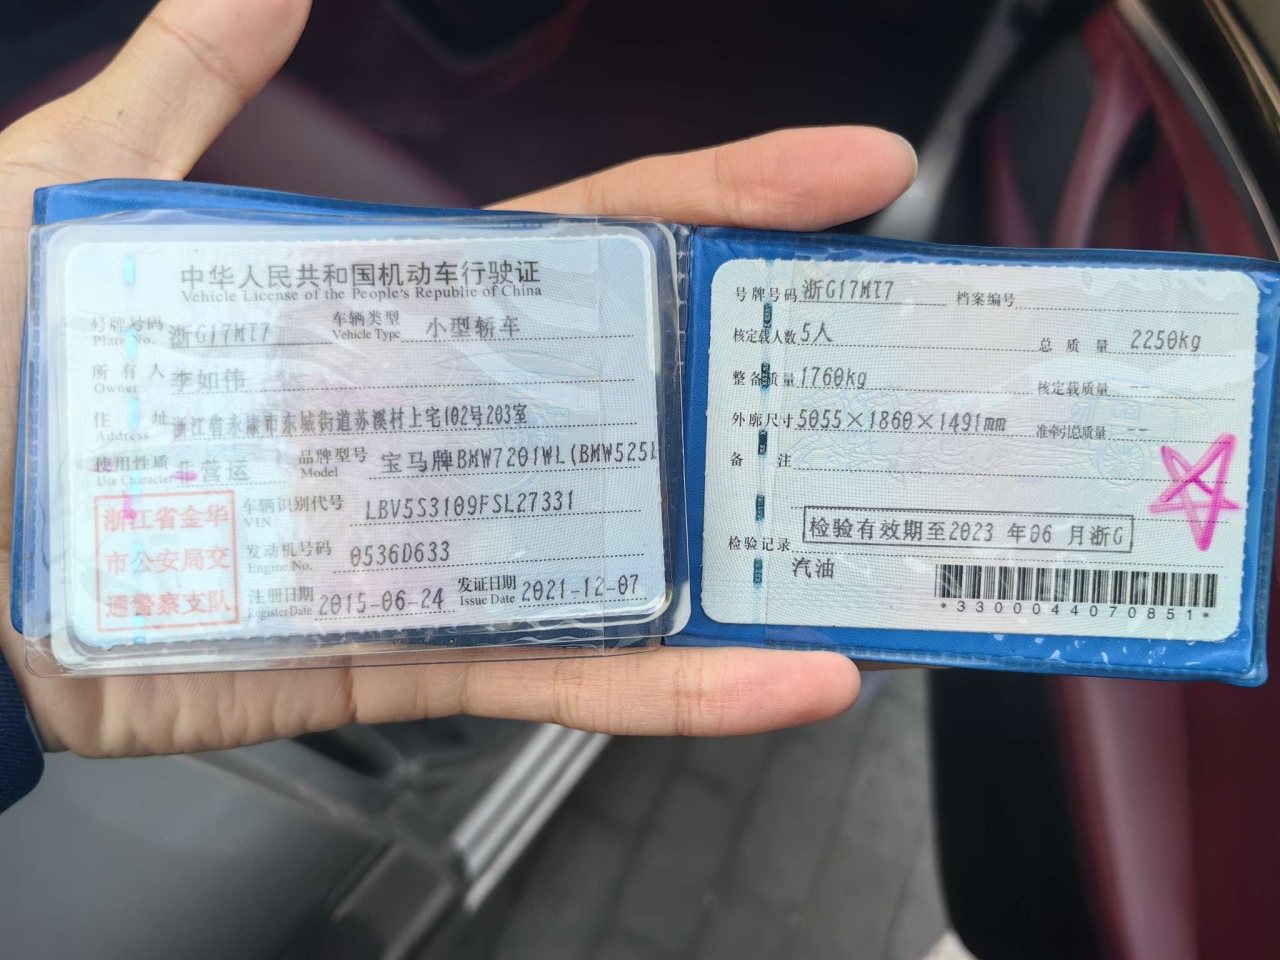 中华人民共和国机动车行驶证
Vehicle License of the People's Republic of China
号牌号码 浙G17MT7 车辆类型 小型轿车
Plate No. Vehicle Type
所有人 李如伟
Owner
住址 浙江省永康市东城街道苏溪村上宅102号203室
Address
使用性质 非营运 品牌型号 宝马牌BMW7201WL(BMW525L
Use Character Model
浙江省金华
市公安局交
通警察支队
车辆识别代号 LBV5S3109FSL27331
VIN
发动机号码 0536D633
Engine No.
注册日期 2015-06-24 发证日期 2021-12-07
Register Date Issue Date
号牌号码 浙G17MT7 档案编号
核定载人数 5人 总质量 2250kg
整备质量 1760kg 核定载质量 --
外廓尺寸 5055×1860×1491mm 准牵引总质量 --
备注
检验记录 检验有效期至2023 年06 月浙G
汽油
*3300044070851*